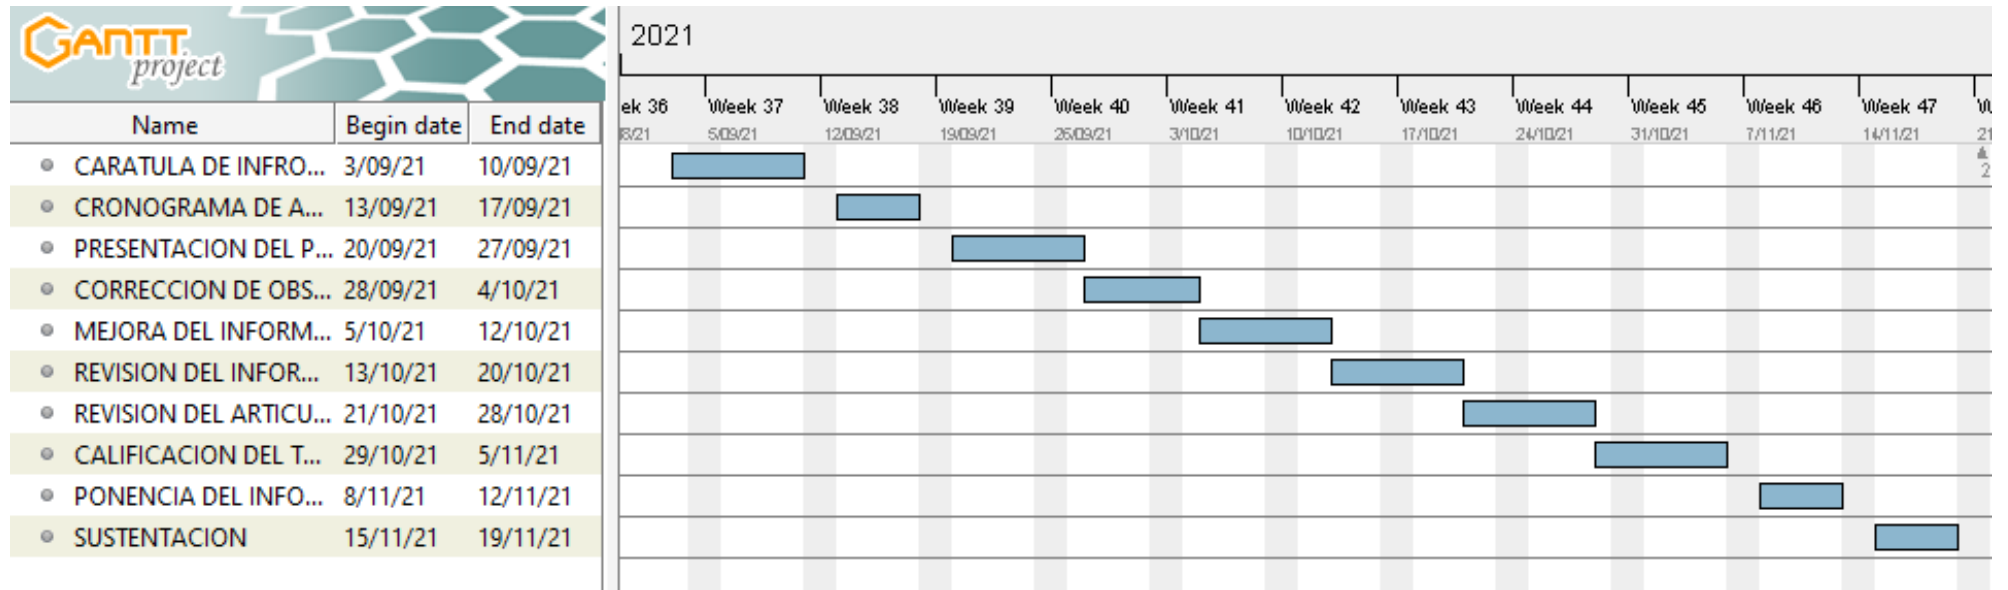 GANTT
project
2021
ek 36 Week 37 Week 38 Week 39 Week 40 Week 41 Week 42 Week 43 Week 44 Week 45 Week 46 Week 47
8/21 5/09/21 12/09/21 19/09/21 26/09/21 3/10/21 10/10/21 17/10/21 24/10/21 31/10/21 7/11/21 14/11/21 21
Name Begin date End date
CARATULA DE INFRO... 3/09/21 10/09/21
2
CRONOGRAMA DE A... 13/09/21 17/09/21
PRESENTACION DEL P... 20/09/21 27/09/21
CORRECCION DE OBS... 28/09/21 4/10/21
MEJORA DEL INFORM... 5/10/21 12/10/21
REVISION DEL INFOR... 13/10/21 20/10/21
REVISION DEL ARTICU... 21/10/21 28/10/21
CALIFICACION DEL T... 29/10/21 5/11/21
PONENCIA DEL INFO... 8/11/21 12/11/21
SUSTENTACION 15/11/21 19/11/21